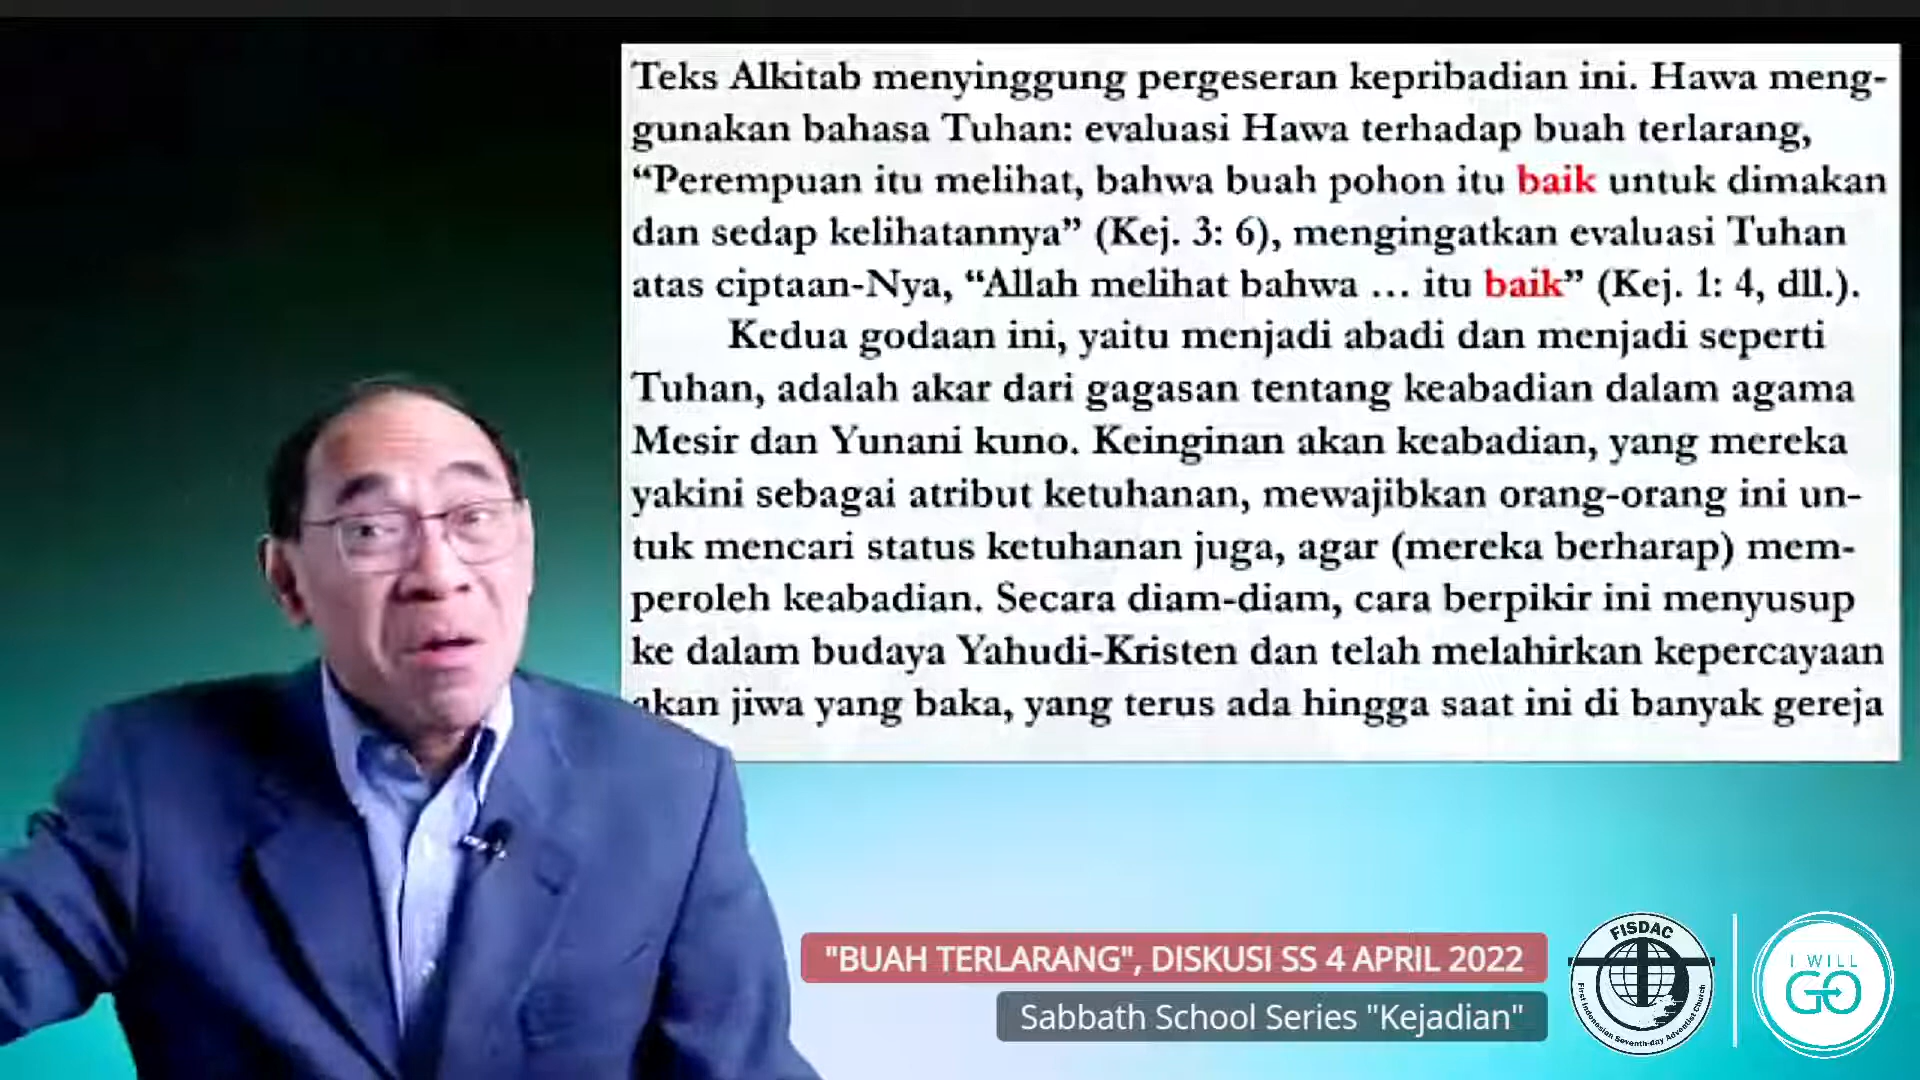 Teks Alkitab menyinggung pergeseran kepribadian ini. Hawa meng-
gunakan bahasa Tuhan: evaluasi Hawa terhadap buah terlarang,
“Perempuan itu melihat, bahwa buah pohon itu baik untuk dimakan
dan sedap kelihatannya” (Kej. 3: 6), mengingatkan evaluasi Tuhan
atas ciptaan-Nya, “Allah melihat bahwa ... itu baik” (Kej. 1: 4, dll.).
Kedua godaan ini, yaitu menjadi abadi dan menjadi seperti
Tuhan, adalah akar dari gagasan tentang keabadian dalam agama
Mesir dan Yunani kuno. Keinginan akan keabadian, yang mereka
yakini sebagai atribut ketuhanan, mewajibkan orang-orang ini un-
tuk mencari status ketuhanan juga, agar (mereka berharap) mem-
peroleh keabadian. Secara diam-diam, cara berpikir ini menyusup
ke dalam budaya Yahudi-Kristen dan telah melahirkan kepercayaan
akan jiwa yang baka, yang terus ada hingga saat ini di banyak gereja
"BUAH TERLARANG", DISKUSI SS 4 APRIL 2022
Sabbath School Series "Kejadian"
FISDAC
First Indonesian Seventh-day Adventist Church
I WILL
GO